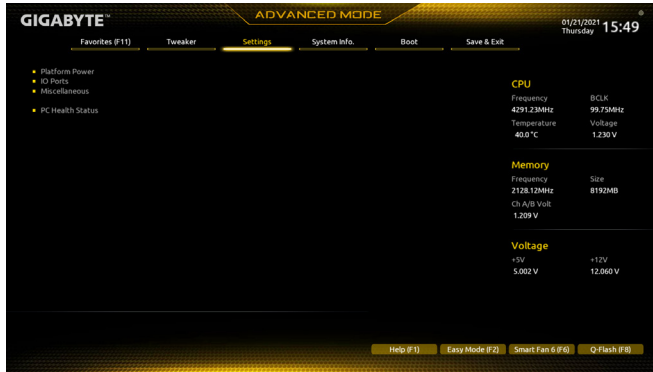 GIGABYTE™
ADVANCED MODE
01/21/2021
Thursday
15:49
Favorites (F11) Tweaker Settings System Info. Boot Save & Exit
Platform Power
IO Ports
Miscellaneous
PC Health Status
CPU
Frequency BCLK
4291.23MHz 99.75MHz
Temperature Voltage
40.0 °C 1.230 V
Memory
Frequency Size
2128.12MHz 8192MB
Ch A/B Volt
1.209 V
Voltage
+5V +12V
5.002 V 12.060 V
Help (F1) Easy Mode (F2) Smart Fan 6 (F6) Q-Flash (F8)